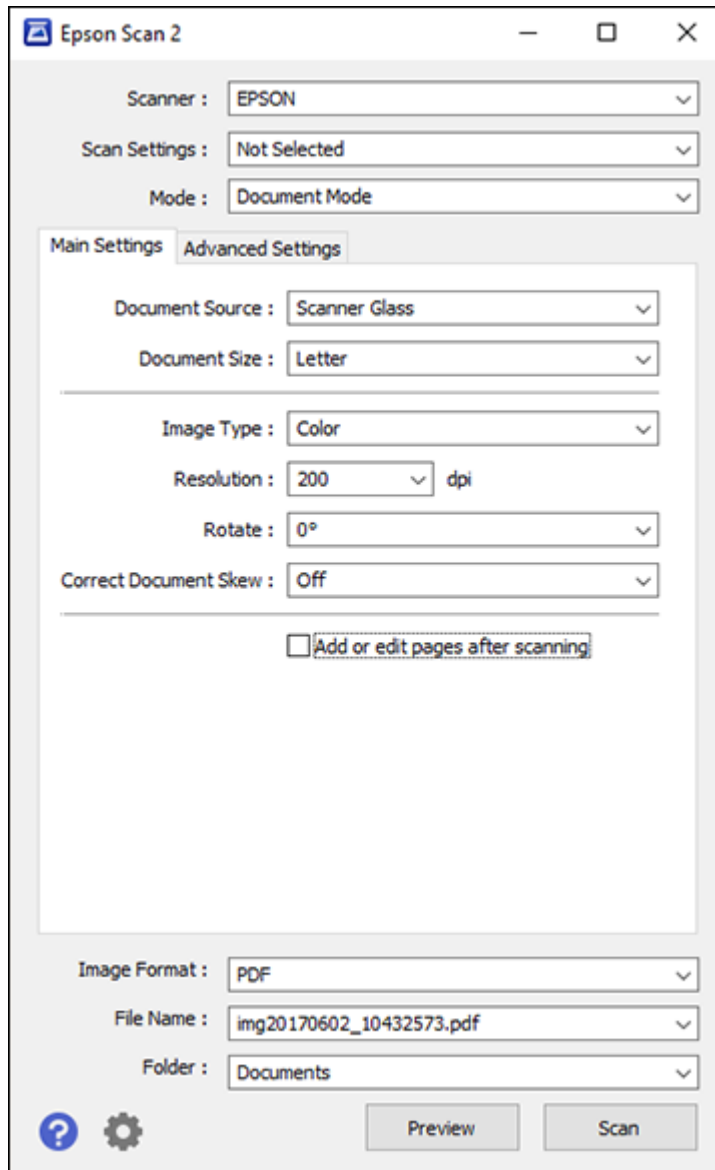 Epson Scan 2
Scanner : EPSON
Scan Settings : Not Selected
Mode : Document Mode
Main Settings Advanced Settings
Document Source : Scanner Glass
Document Size : Letter
Image Type : Color
Resolution : 200 dpi
Rotate : 0°
Correct Document Skew : Off
Add or edit pages after scanning
Image Format : PDF
File Name : img20170602_10432573.pdf
Folder : Documents
? Preview Scan